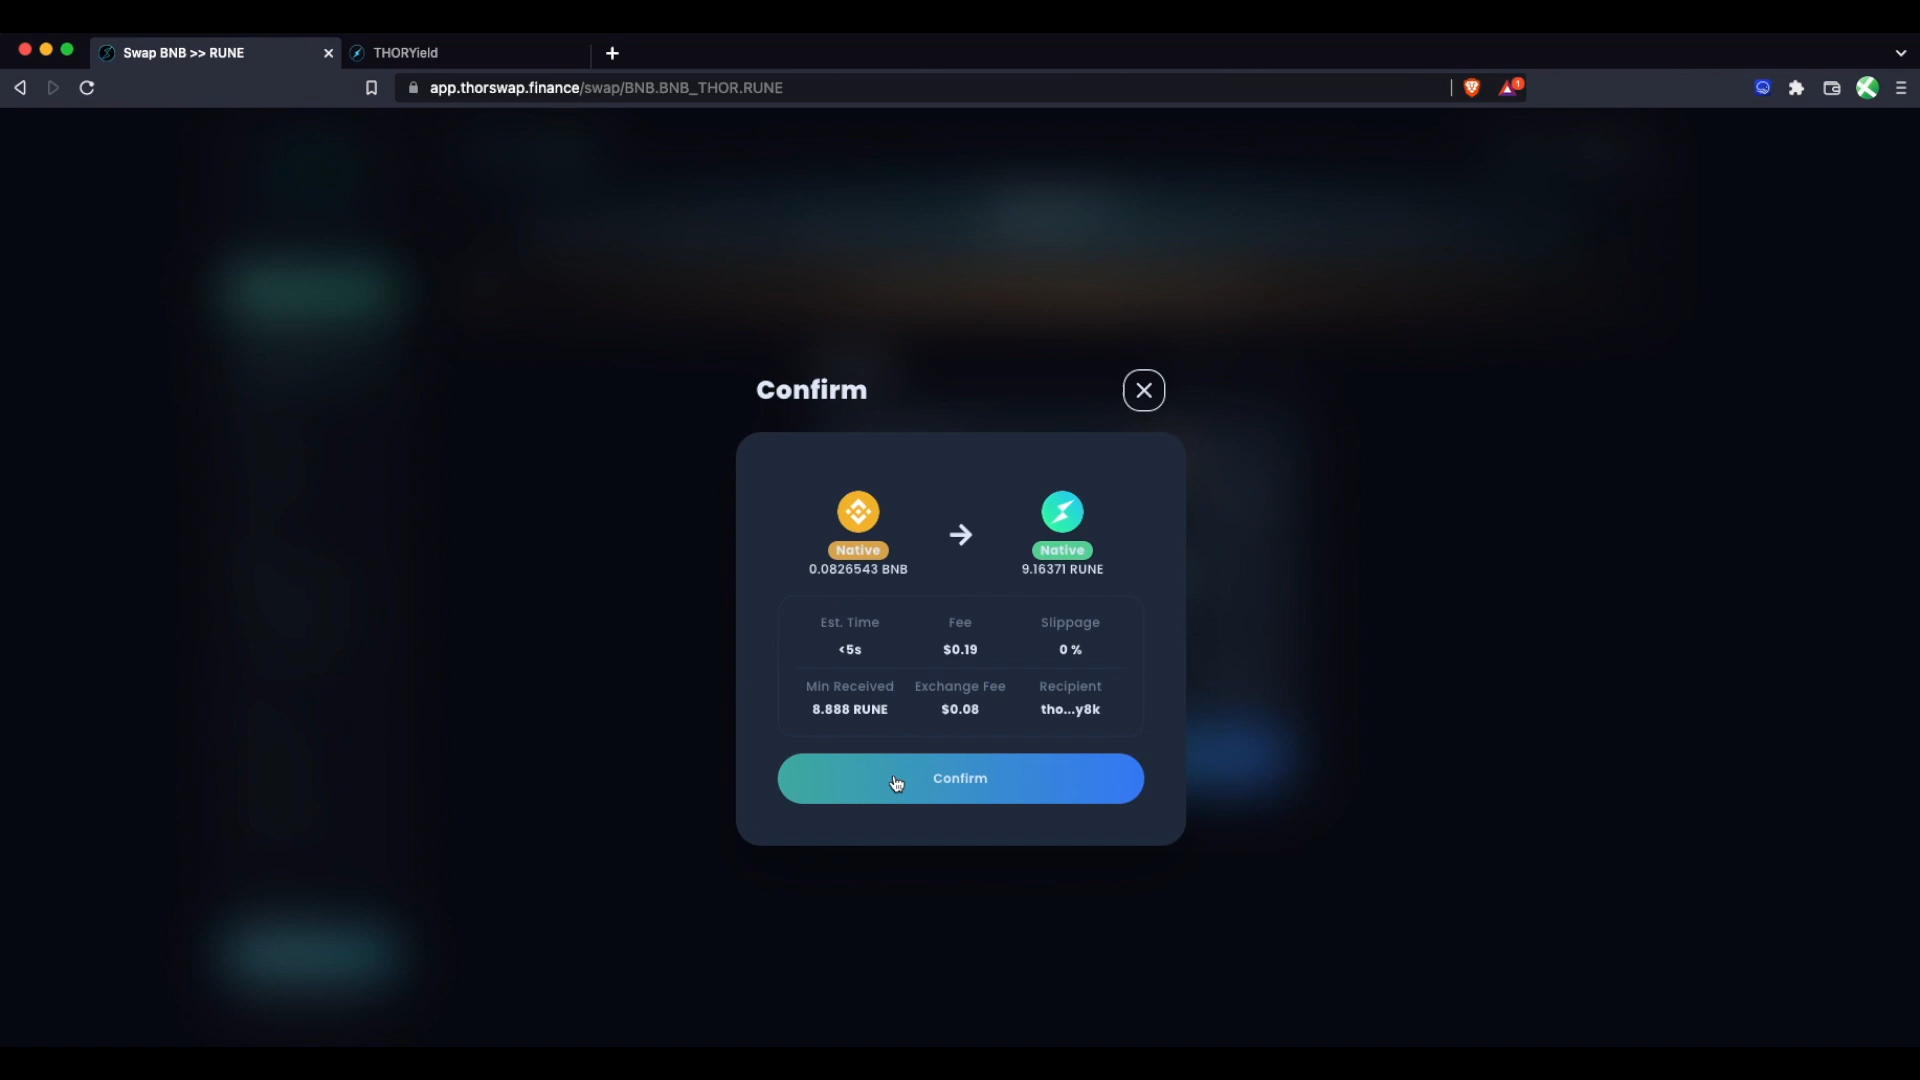 Swap BNB >> RUNE
THORYield
app.thorswap.finance/swap/BNB.BNB_THOR.RUNE
1
Confirm
Native
Native
0.0826543 BNB
9.16371 RUNE
Est. Time
Fee
Slippage
<5s
$0.19
0 %
Min Received
Exchange Fee
Recipient
8.888 RUNE
$0.08
tho...y8k
Confirm